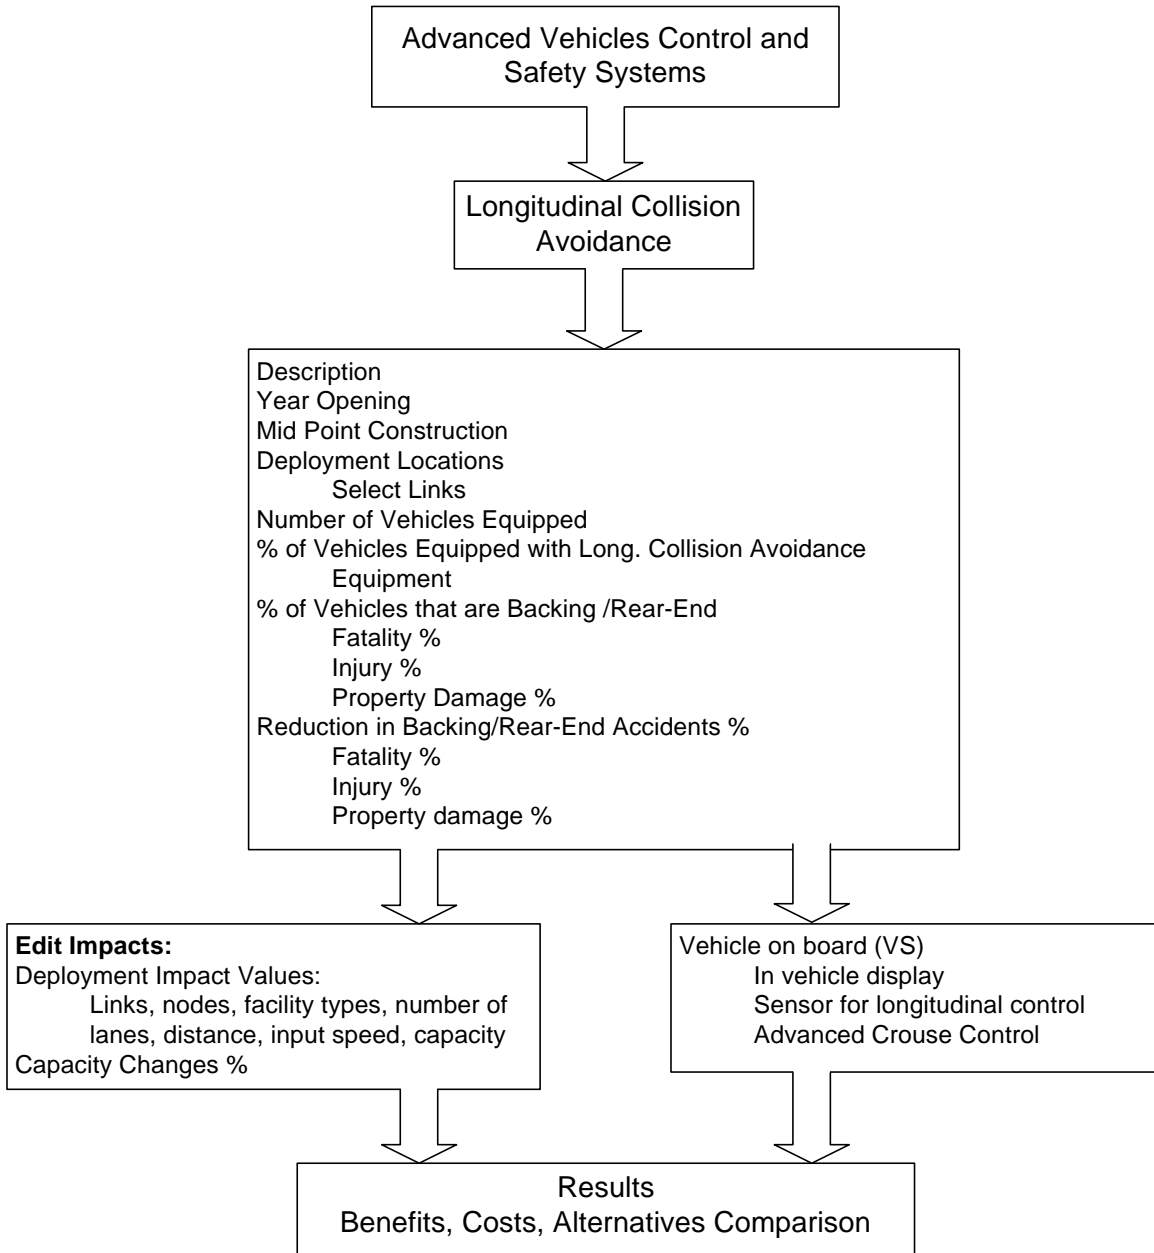 Advanced Vehicles Control and
Safety Systems
Longitudinal Collision
Avoidance
Description
Year Opening
Mid Point Construction
Deployment Locations
Select Links
Number of Vehicles Equipped
% of Vehicles Equipped with Long. Collision Avoidance
Equipment
% of Vehicles that are Backing /Rear-End
Fatality %
Injury %
Property Damage %
Reduction in Backing/Rear-End Accidents %
Fatality %
Injury %
Property damage %
Edit Impacts:
Deployment Impact Values:
Links, nodes, facility types, number of
lanes, distance, input speed, capacity
Capacity Changes %
Vehicle on board (VS)
In vehicle display
Sensor for longitudinal control
Advanced Crouse Control
Results
Benefits, Costs, Alternatives Comparison